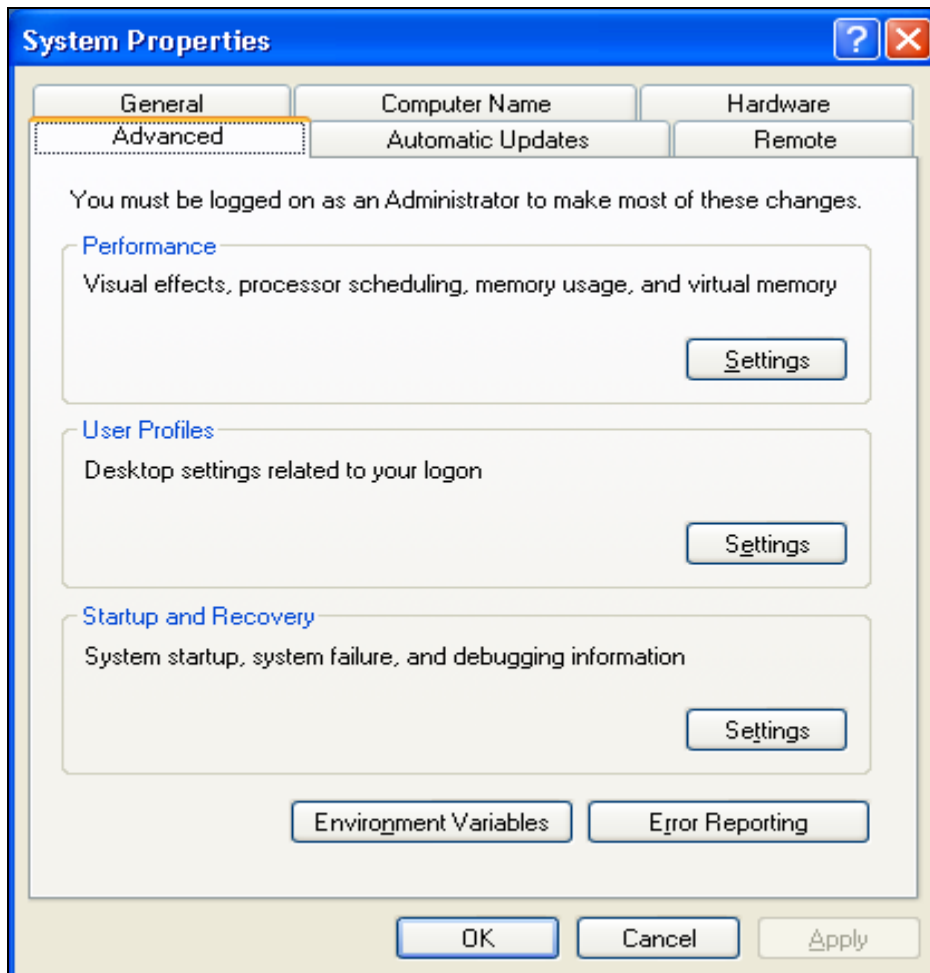 System Properties
?
General Computer Name Hardware
Advanced Automatic Updates Remote
You must be logged on as an Administrator to make most of these changes.
Performance
Visual effects, processor scheduling, memory usage, and virtual memory
Settings
User Profiles
Desktop settings related to your logon
Settings
Startup and Recovery
System startup, system failure, and debugging information
Settings
Environment Variables Error Reporting
OK Cancel Apply